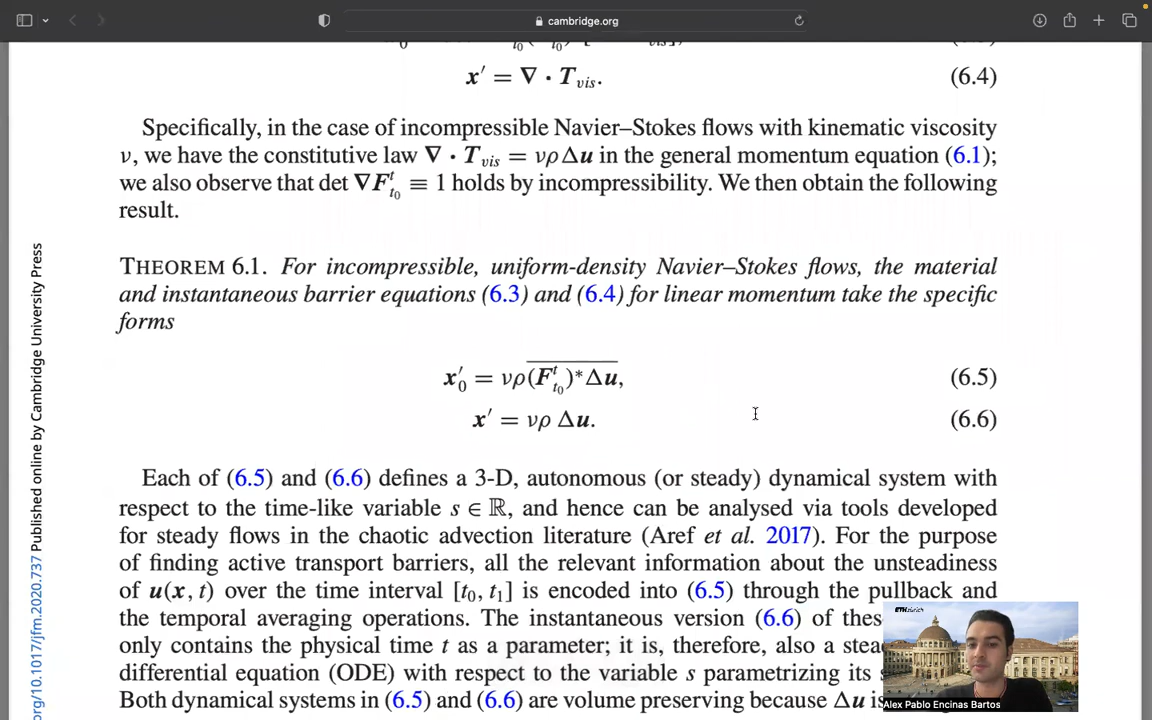 cambridge.org
x′ = ∇ · T_vis. (6.4)
Specifically, in the case of incompressible Navier–Stokes flows with kinematic viscosity
ν, we have the constitutive law ∇ · T_vis = νρΔu in the general momentum equation (6.1);
we also observe that det ∇F^t_t0 ≡ 1 holds by incompressibility. We then obtain the following
result.
THEOREM 6.1. For incompressible, uniform-density Navier–Stokes flows, the material
and instantaneous barrier equations (6.3) and (6.4) for linear momentum take the specific
forms
x′_0 = νρ\overline{(F^t_t0)*Δu}, (6.5)
x′ = νρ Δu. (6.6)
Each of (6.5) and (6.6) defines a 3-D, autonomous (or steady) dynamical system with
respect to the time-like variable s ∈ ℝ, and hence can be analysed via tools developed
for steady flows in the chaotic advection literature (Aref et al. 2017). For the purpose
of finding active transport barriers, all the relevant information about the unsteadiness
of u(x, t) over the time interval [t0, t1] is encoded into (6.5) through the pullback and
the temporal averaging operations. The instantaneous version (6.6) of
only contains the physical time t as a parameter; it is, therefore, also a
differential equation (ODE) with respect to the variable s parametrizing its
Both dynamical systems in (6.5) and (6.6) are volume preserving because Δu is
org/10.1017/jfm.2020.737 Published online by Cambridge University Press
ETHzürich
Alex Pablo Encinas Bartos